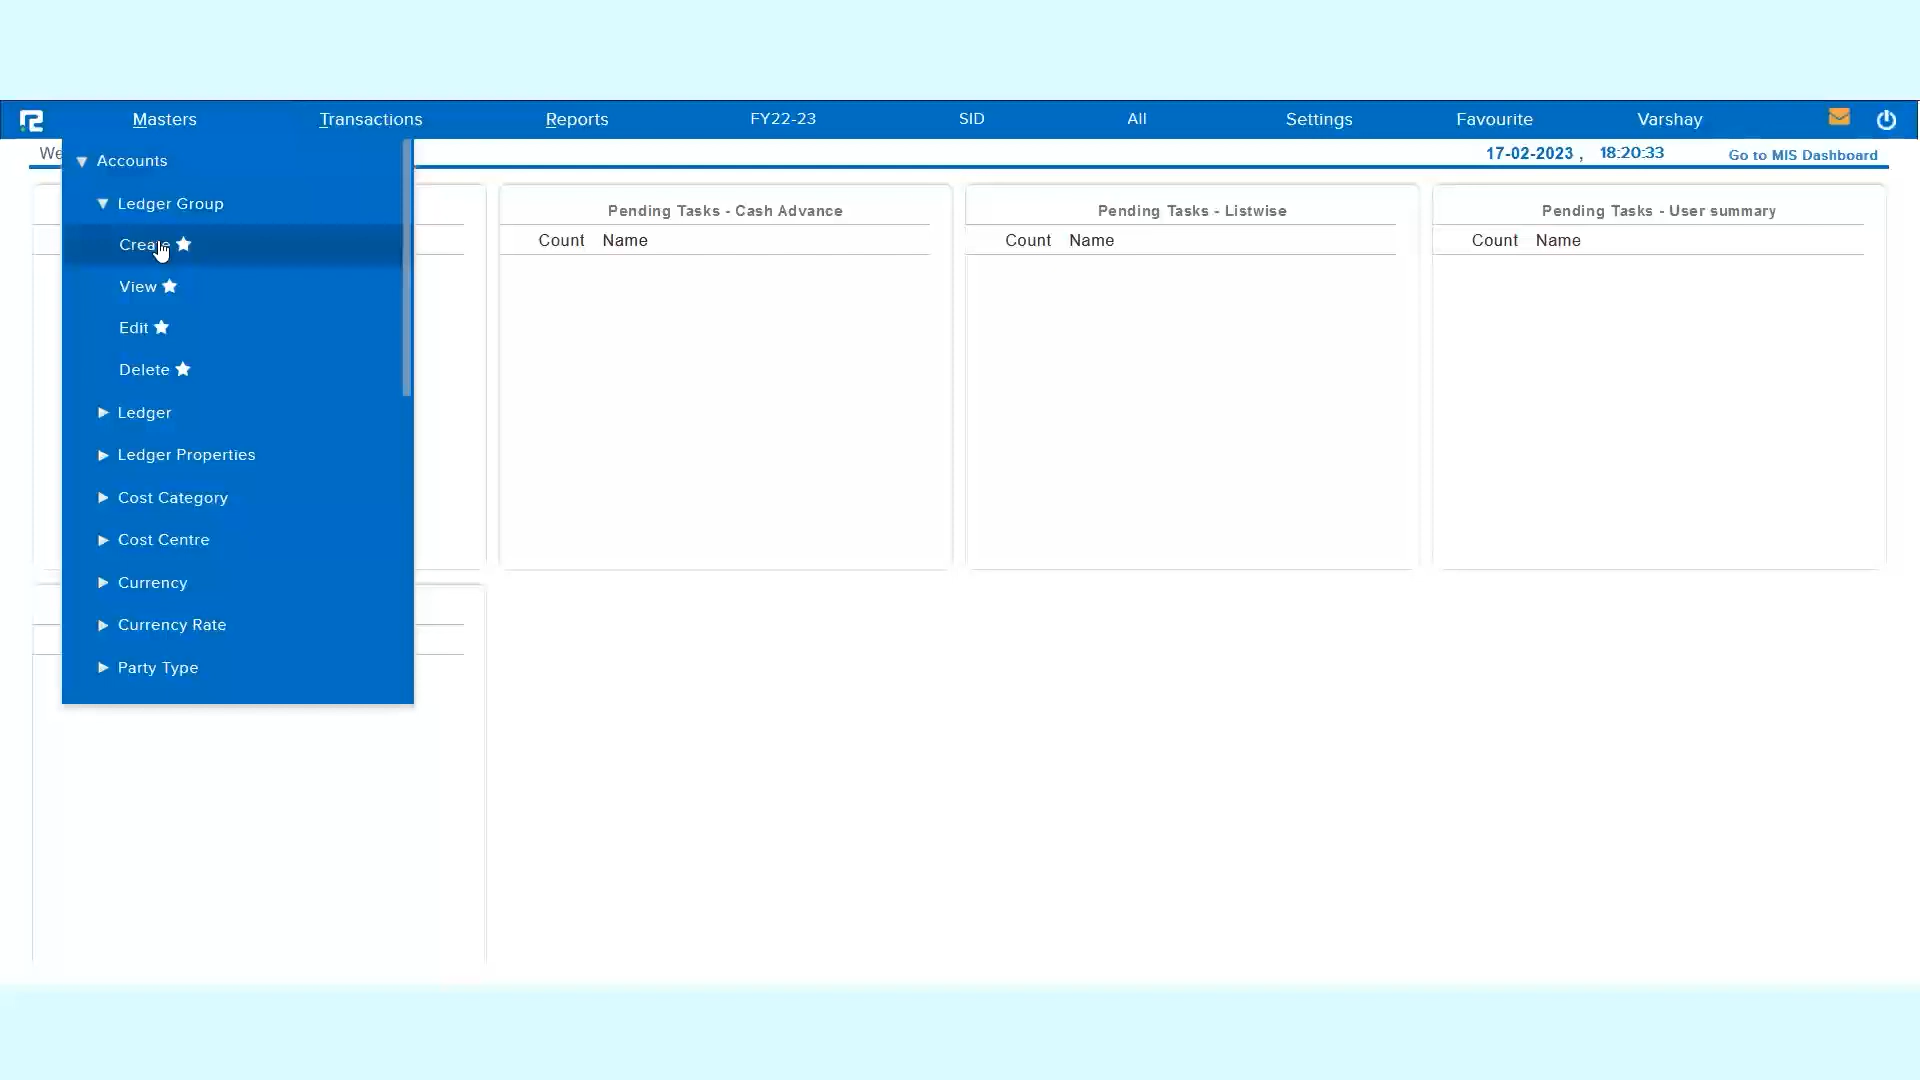 Masters Transactions Reports FY22-23 SID All Settings Favourite Varshay
17-02-2023 , 18:20:33 Go to MIS Dashboard
Accounts
Ledger Group
Create
View
Edit
Delete
Ledger
Ledger Properties
Cost Category
Cost Centre
Currency
Currency Rate
Party Type
Pending Tasks - Cash Advance
Count Name
Pending Tasks - Listwise
Count Name
Pending Tasks - User summary
Count Name